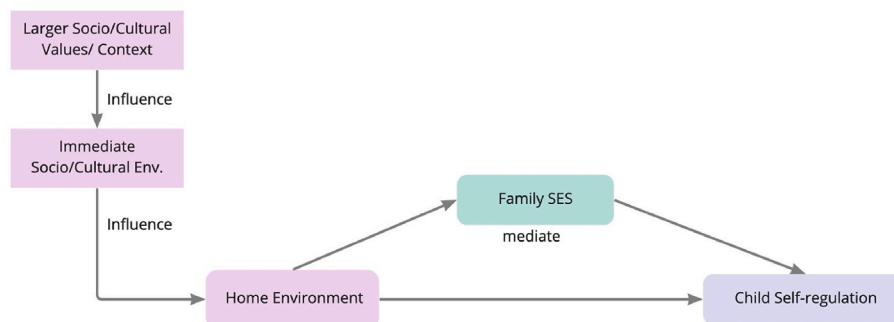 Larger Socio/Cultural
Values/ Context
Influence
Immediate
Socio/Cultural Env.
Influence
Family SES
mediate
Home Environment
Child Self-regulation